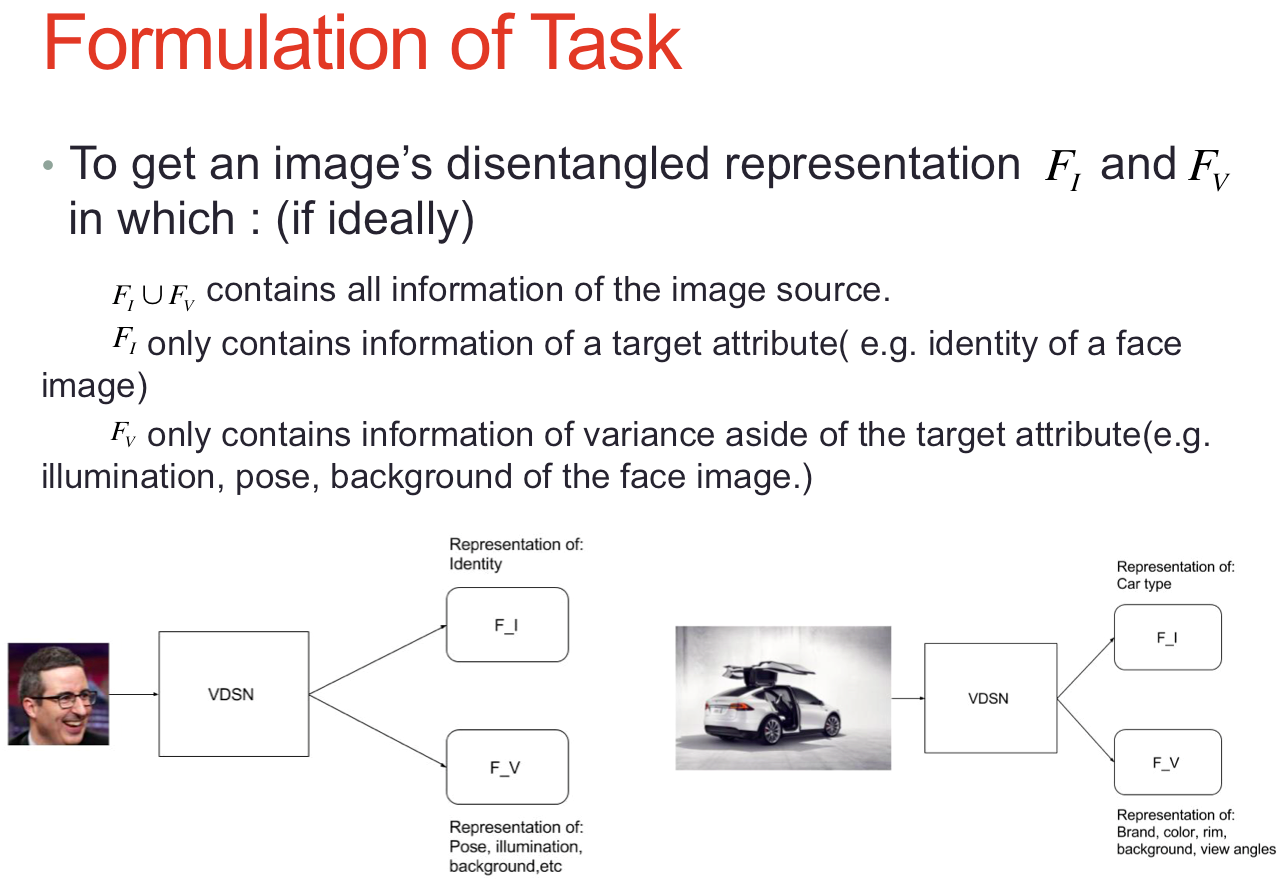 Formulation of Task
• To get an image’s disentangled representation F_I and F_V
in which : (if ideally)
F_I ∪ F_V contains all information of the image source.
F_I only contains information of a target attribute( e.g. identity of a face
image)
F_V only contains information of variance aside of the target attribute(e.g.
illumination, pose, background of the face image.)
Representation of:
Identity
F_I
VDSN
F_V
Representation of:
Pose, illumination,
background,etc
Representation of:
Car type
F_I
VDSN
F_V
Representation of:
Brand, color, rim,
background, view angles